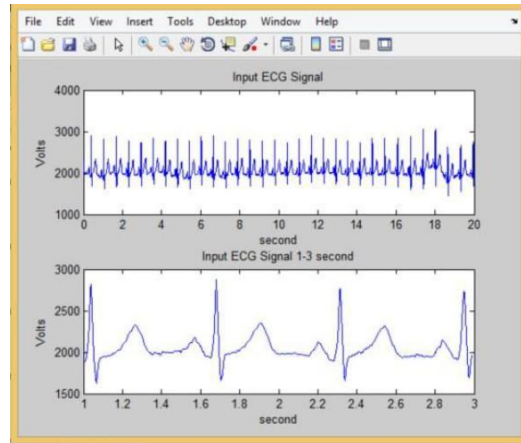 File Edit View Insert Tools Desktop Window Help
Input ECG Signal
4000
3000
2000
1000
Volts
0 2 4 6 8 10 12 14 16 18 20
second
Input ECG Signal 1-3 second
3000
2500
2000
1500
Volts
1 1.2 1.4 1.6 1.8 2 2.2 2.4 2.6 2.8 3
second